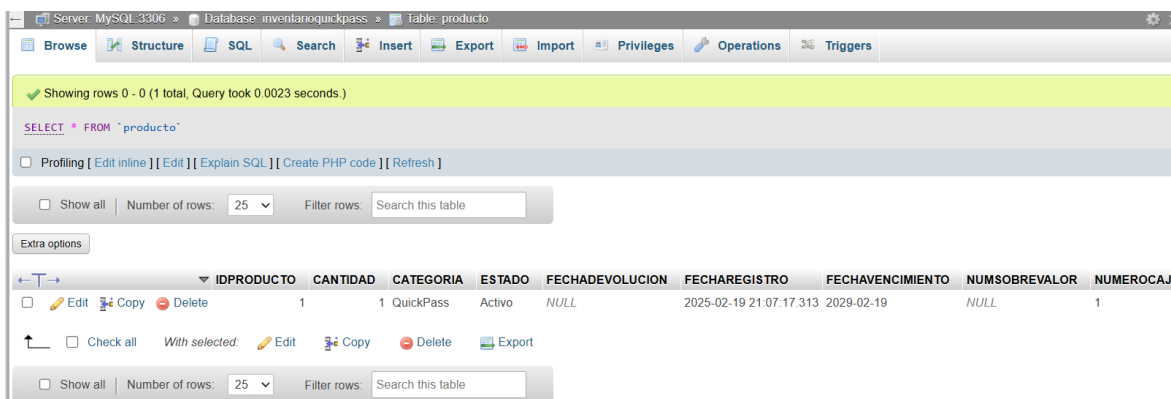 Server: MySQL:3306 » Database: inventarioquickpass » Table: producto
Browse Structure SQL Search Insert Export Import Privileges Operations Triggers
Showing rows 0 - 0 (1 total, Query took 0.0023 seconds.)
SELECT * FROM `producto`
Profiling [ Edit inline ] [ Edit ] [ Explain SQL ] [ Create PHP code ] [ Refresh ]
Show all | Number of rows: 25 Filter rows: Search this table
Extra options
←T→ IDPRODUCTO CANTIDAD CATEGORIA ESTADO FECHADEVOLUCION FECHAREGISTRO FECHAVENCIMIENTO NUMSOBREVALOR NUMEROCAJ
Edit Copy Delete 1 1 QuickPass Activo NULL 2025-02-19 21:07:17.313 2029-02-19 NULL 1
Check all With selected: Edit Copy Delete Export
Show all | Number of rows: 25 Filter rows: Search this table